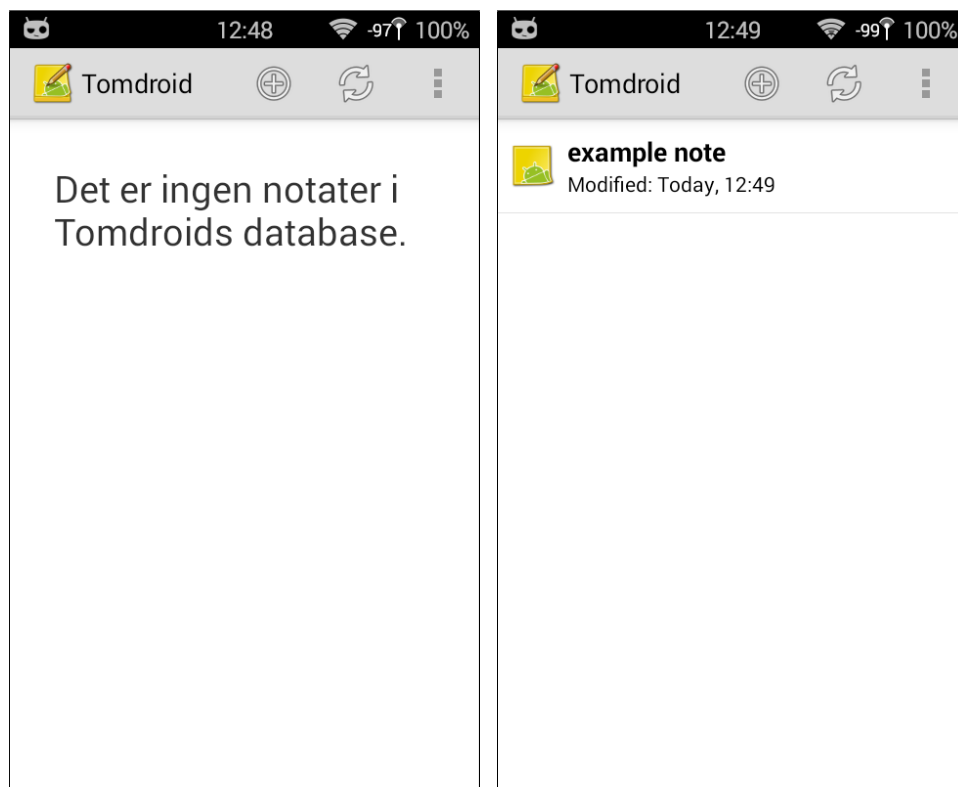 12:48 -97 100%
Tomdroid
Det er ingen notater i
Tomdroids database.
12:49 -99 100%
Tomdroid
example note
Modified: Today, 12:49